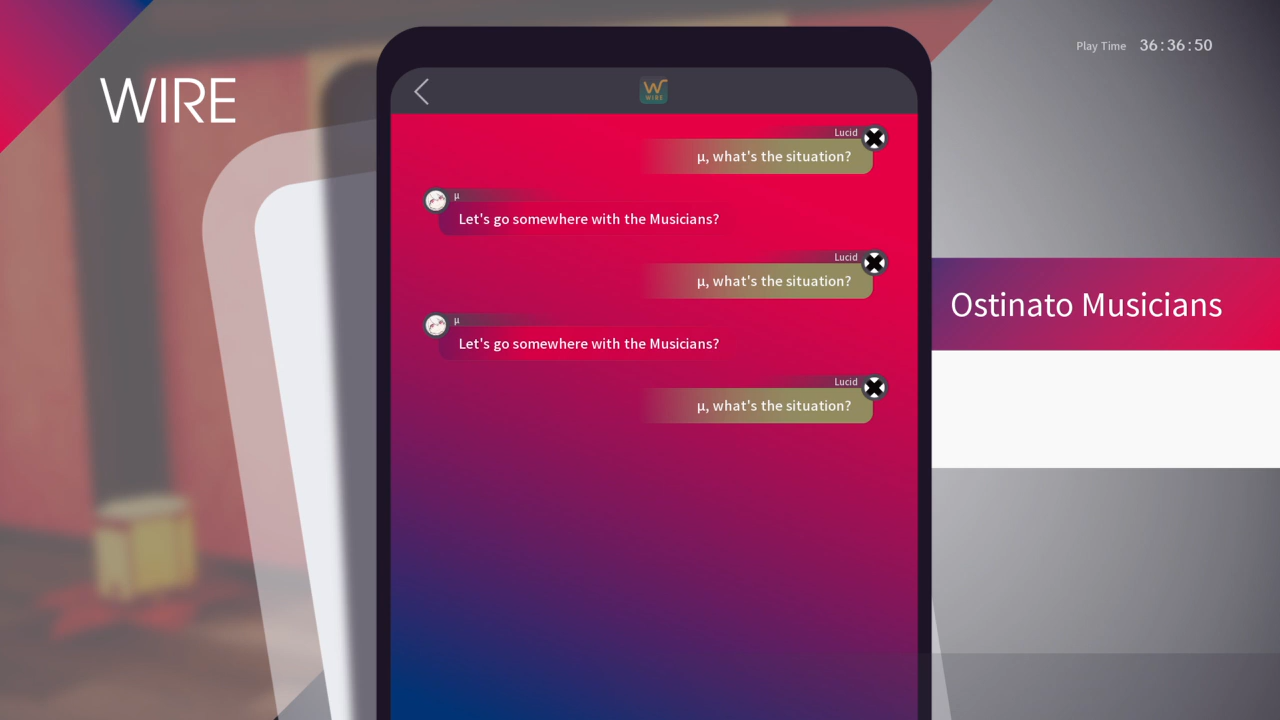 Play Time 36:36:50
WIRE
W
WIRE
Lucid
μ, what's the situation?
μ
Let's go somewhere with the Musicians?
Lucid
μ, what's the situation?
μ
Let's go somewhere with the Musicians?
Lucid
μ, what's the situation?
Ostinato Musicians